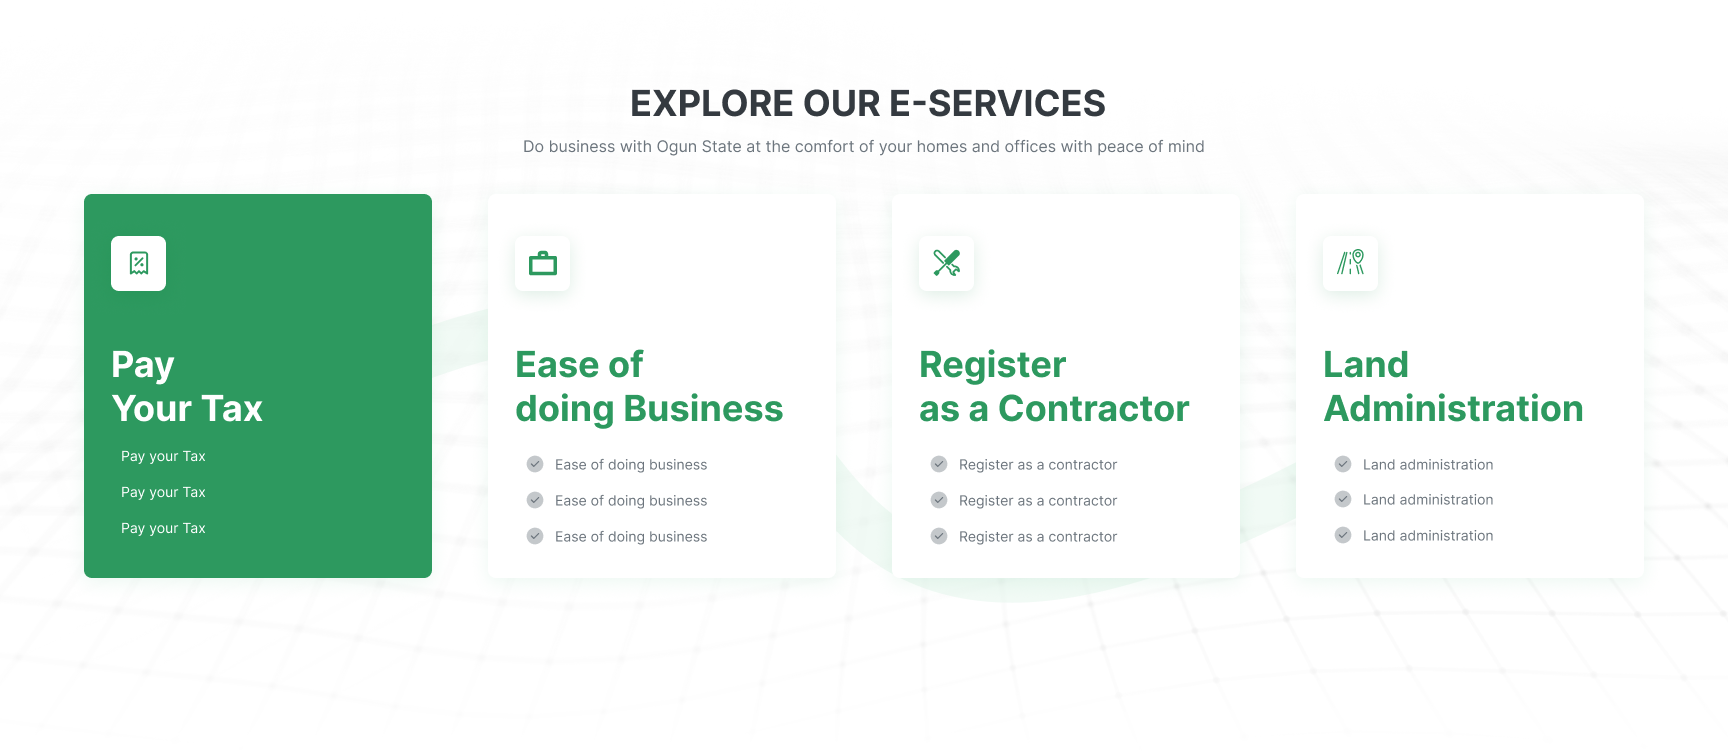 EXPLORE OUR E-SERVICES
Do business with Ogun State at the comfort of your homes and offices with peace of mind
Pay
Your Tax
Pay your Tax
Pay your Tax
Pay your Tax
Ease of
doing Business
Ease of doing business
Ease of doing business
Ease of doing business
Register
as a Contractor
Register as a contractor
Register as a contractor
Register as a contractor
Land
Administration
Land administration
Land administration
Land administration